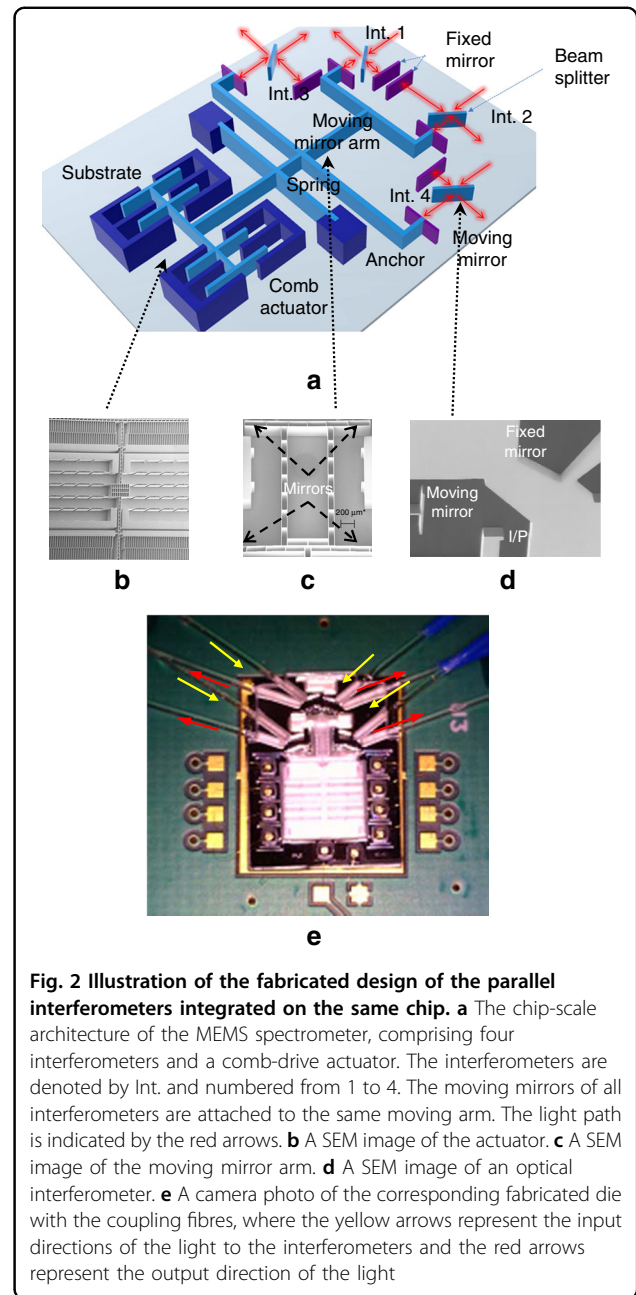 Int. 1
Fixed
mirror
Beam
splitter
Int. 3
Int. 2
Moving
mirror arm
Substrate
Spring
Int. 4
Moving
mirror
Anchor
Comb
actuator
a
Fixed
mirror
Mirrors
Moving
mirror
200 µm
I/P
b
c
d
13
e
Fig. 2 Illustration of the fabricated design of the parallel
interferometers integrated on the same chip. a The chip-scale
architecture of the MEMS spectrometer, comprising four
interferometers and a comb-drive actuator. The interferometers are
denoted by Int. and numbered from 1 to 4. The moving mirrors of all
interferometers are attached to the same moving arm. The light path
is indicated by the red arrows. b A SEM image of the actuator. c A SEM
image of the moving mirror arm. d A SEM image of an optical
interferometer. e A camera photo of the corresponding fabricated die
with the coupling fibres, where the yellow arrows represent the input
directions of the light to the interferometers and the red arrows
represent the output direction of the light